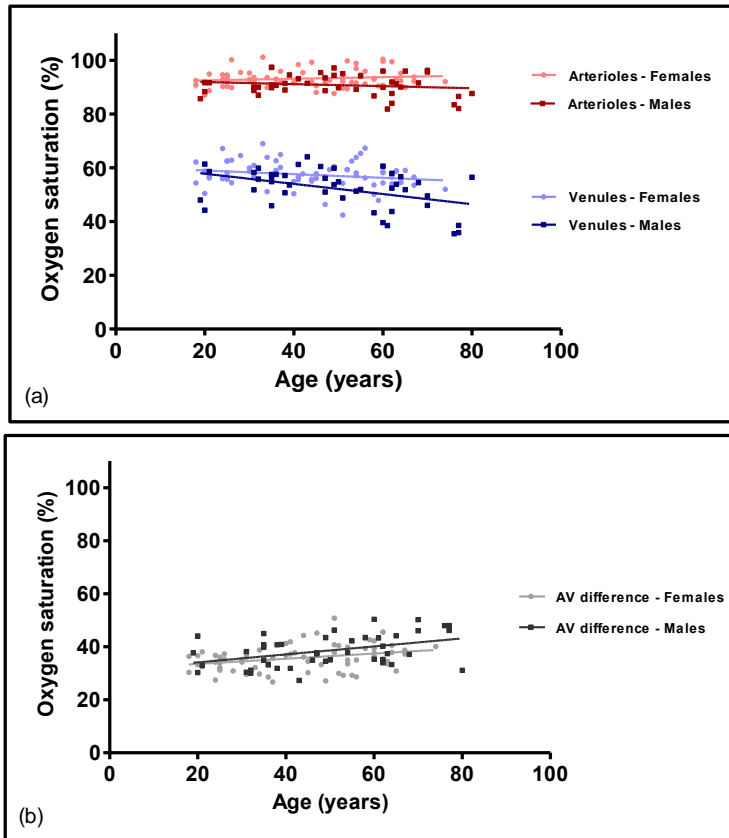 100
80
60
40
20
0
Oxygen saturation (%)
0 20 40 60 80 100
Age (years)
Arterioles - Females
Arterioles - Males
Venules - Females
Venules - Males
(a)
100
80
60
40
20
0
Oxygen saturation (%)
0 20 40 60 80 100
Age (years)
AV difference - Females
AV difference - Males
(b)